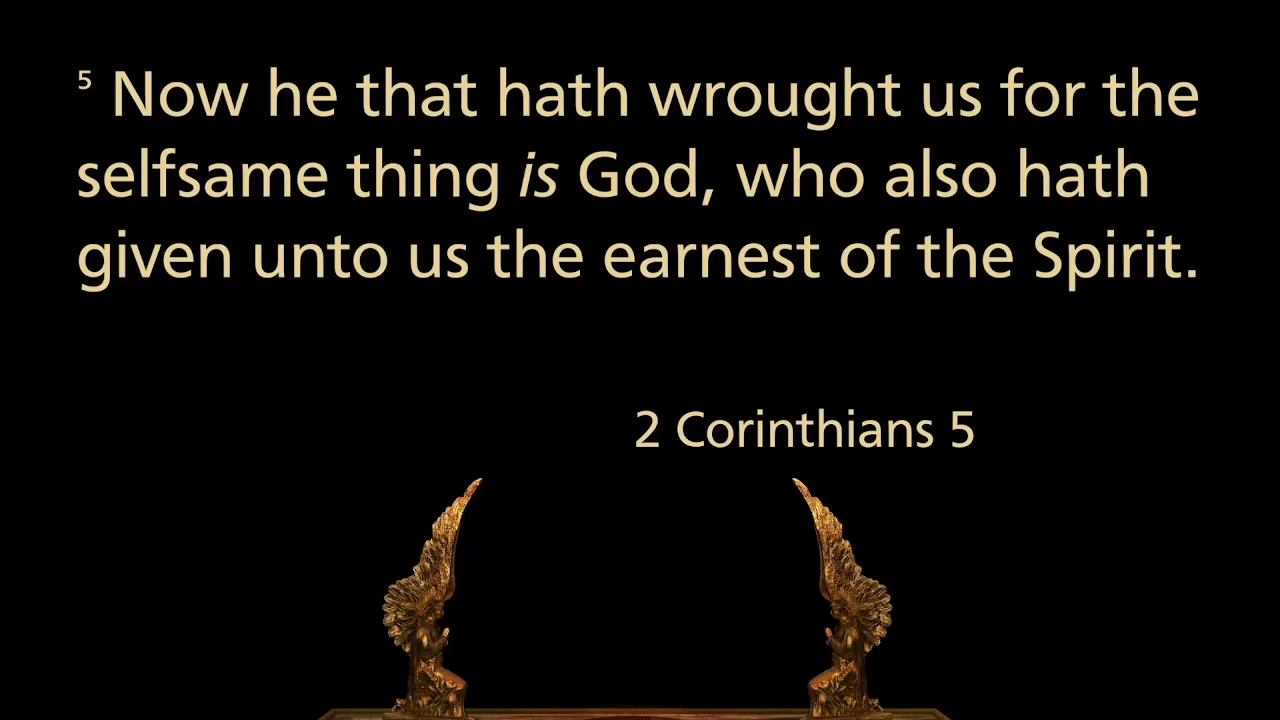 5 Now he that hath wrought us for the
selfsame thing is God, who also hath
given unto us the earnest of the Spirit.
2 Corinthians 5